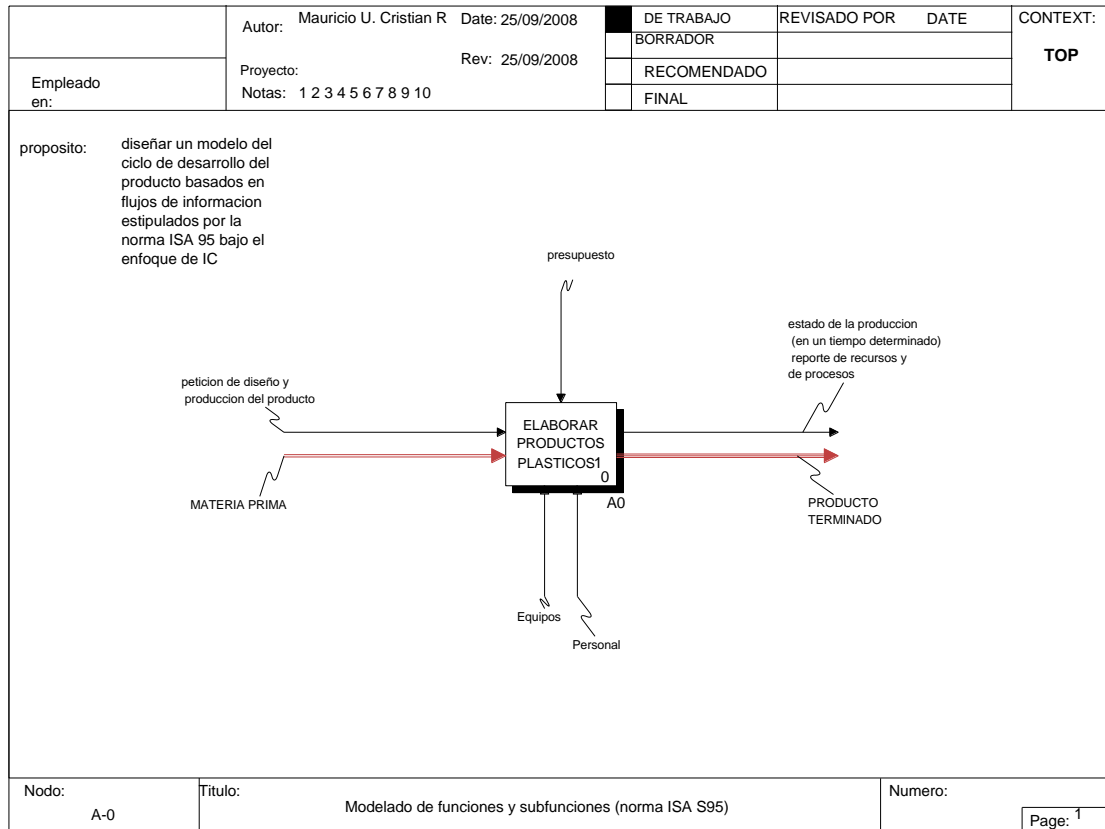 Autor:
Mauricio U. Cristian R
Date: 25/09/2008
Rev: 25/09/2008
Proyecto:
Notas: 1 2 3 4 5 6 7 8 9 10
Empleado
en:
DE TRABAJO
BORRADOR
RECOMENDADO
FINAL
REVISADO POR
DATE
CONTEXT:
TOP
proposito:
diseñar un modelo del
ciclo de desarrollo del
producto basados en
flujos de informacion
estipulados por la
norma ISA 95 bajo el
enfoque de IC
presupuesto
estado de la produccion
(en un tiempo determinado)
reporte de recursos y
de procesos
peticion de diseño y
produccion del producto
ELABORAR
PRODUCTOS
PLASTICOS1
0
A0
MATERIA PRIMA
PRODUCTO
TERMINADO
Equipos
Personal
Nodo:
A-0
Titulo:
Modelado de funciones y subfunciones (norma ISA S95)
Numero:
Page: 1